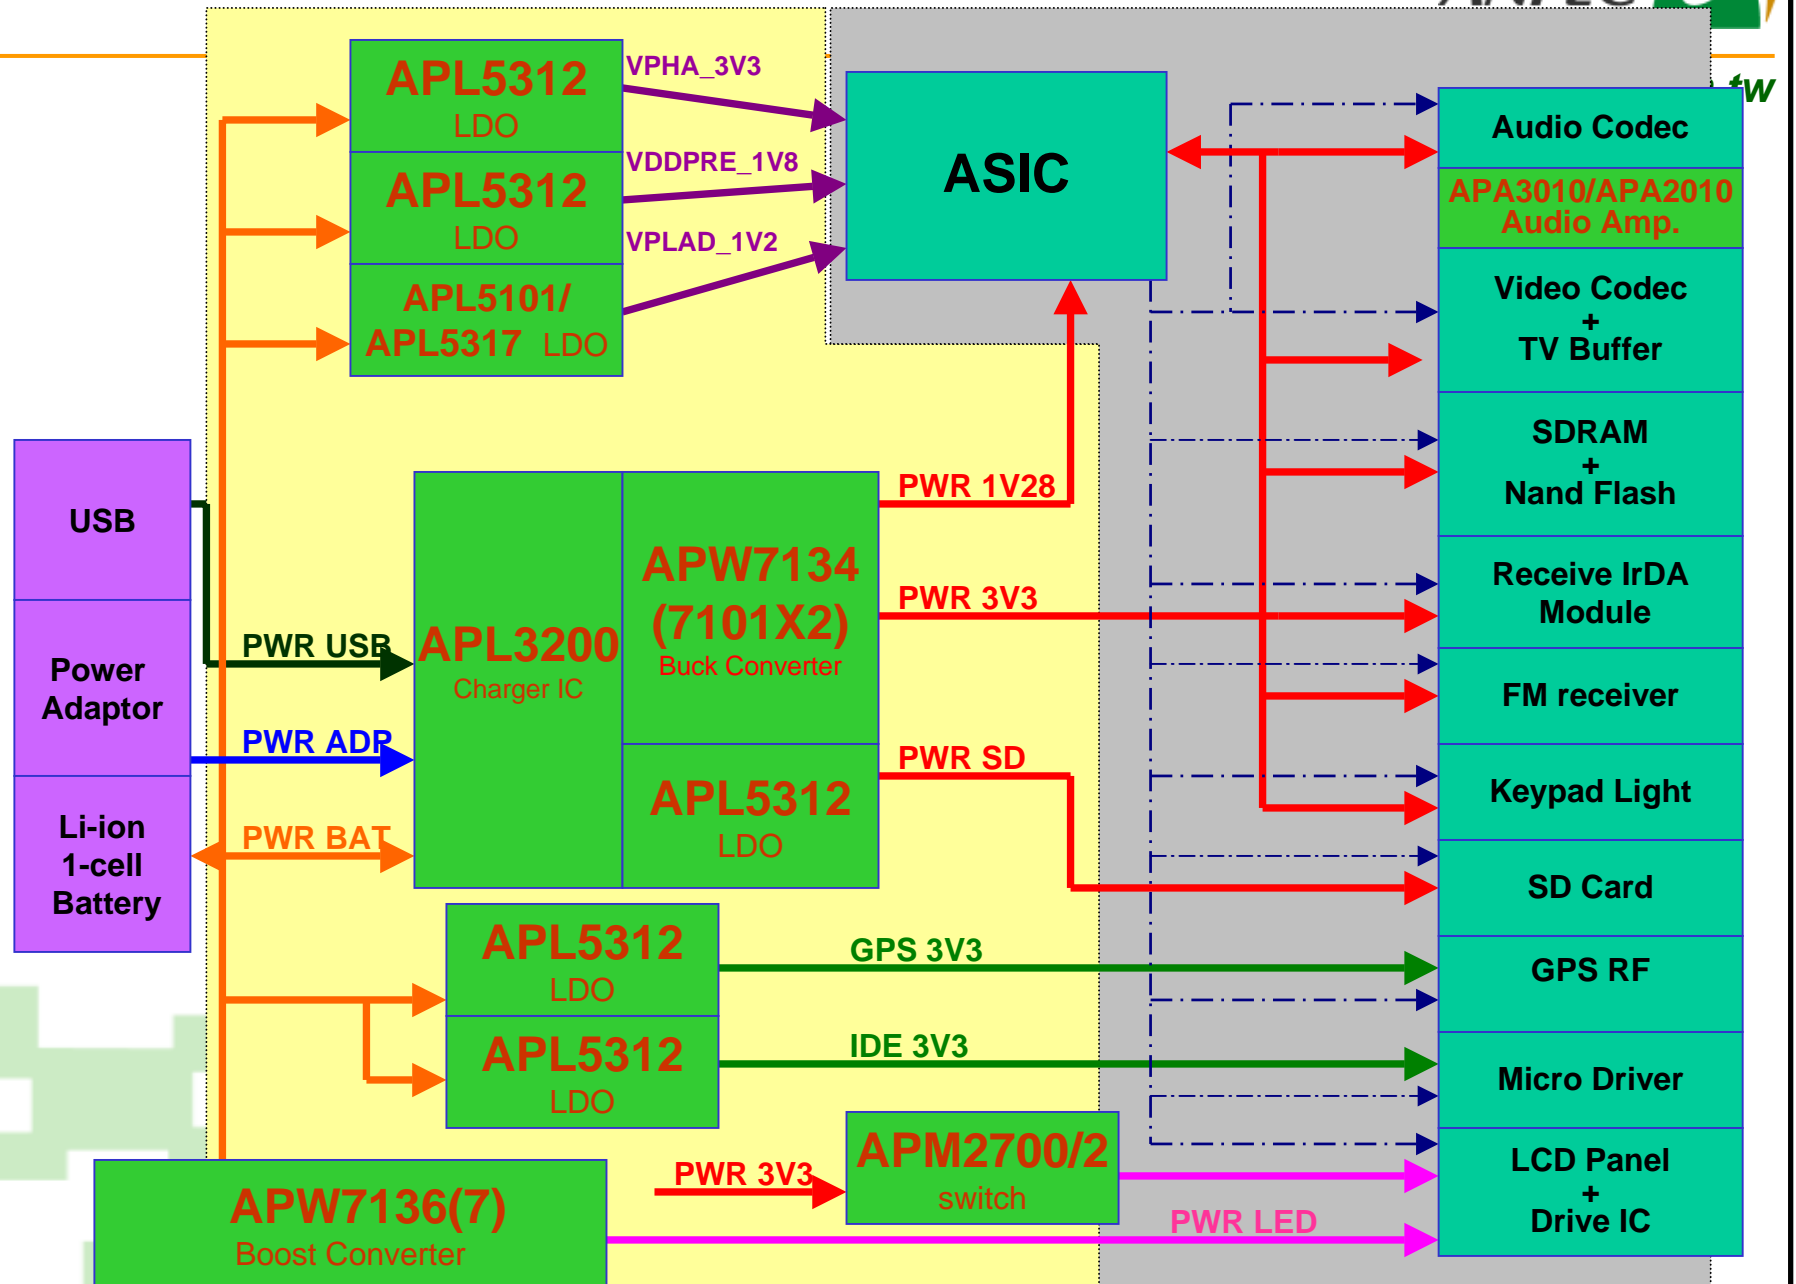 ANPEC
tw
APL5312
LDO
VPHA_3V3
APL5312
LDO
VDDPRE_1V8
APL5101/
APL5317 LDO
VPLAD_1V2
ASIC
Audio Codec
APA3010/APA2010
Audio Amp.
Video Codec
+
TV Buffer
SDRAM
+
Nand Flash
Receive IrDA
Module
FM receiver
Keypad Light
SD Card
GPS RF
Micro Driver
LCD Panel
+
Drive IC
USB
Power
Adaptor
Li-ion
1-cell
Battery
PWR USB
PWR ADP
PWR BAT
APL3200
Charger IC
APW7134
(7101X2)
Buck Converter
APL5312
LDO
PWR 1V28
PWR 3V3
PWR SD
APL5312
LDO
GPS 3V3
APL5312
LDO
IDE 3V3
PWR 3V3
APM2700/2
switch
APW7136(7)
Boost Converter
PWR LED